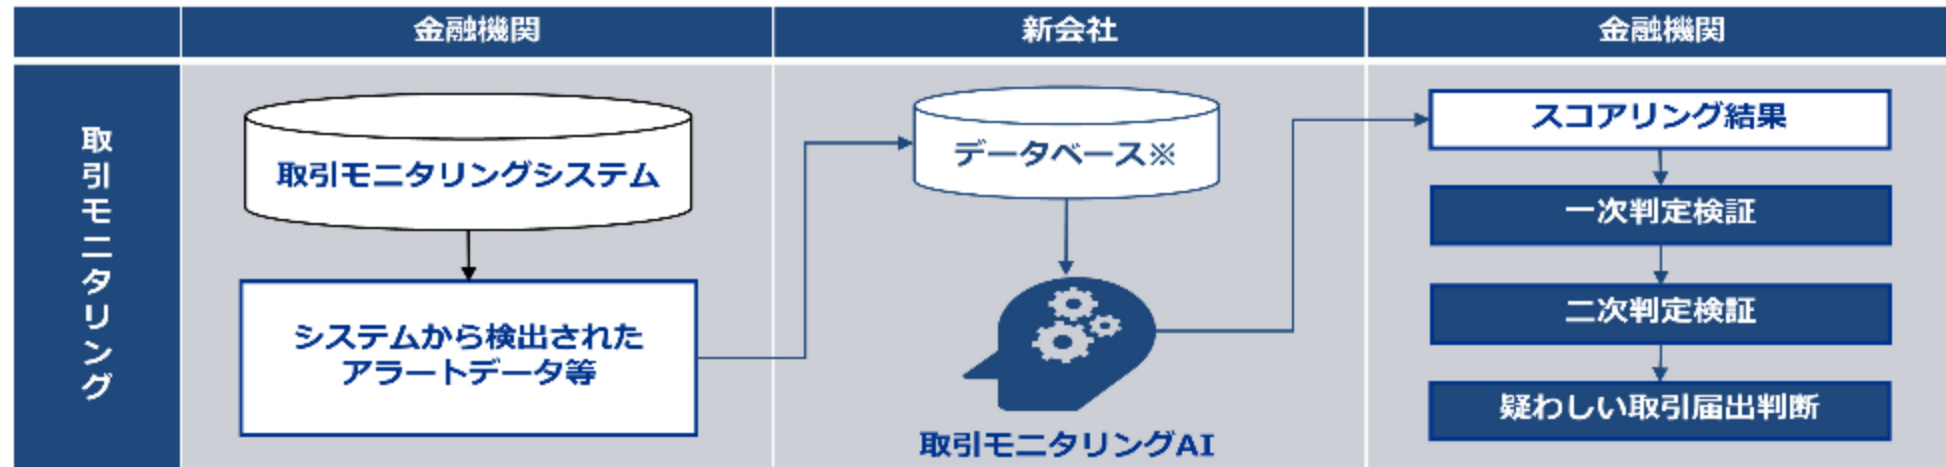 金融機関
新会社
金融機関
取引モニタリング
取引モニタリングシステム
システムから検出された
アラートデータ等
データベース※
取引モニタリングAI
スコアリング結果
一次判定検証
二次判定検証
疑わしい取引届出判断